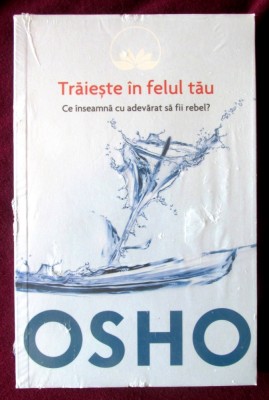 Trăiește în felul tău
Ce înseamnă cu adevărat să fii rebel?
OSHO